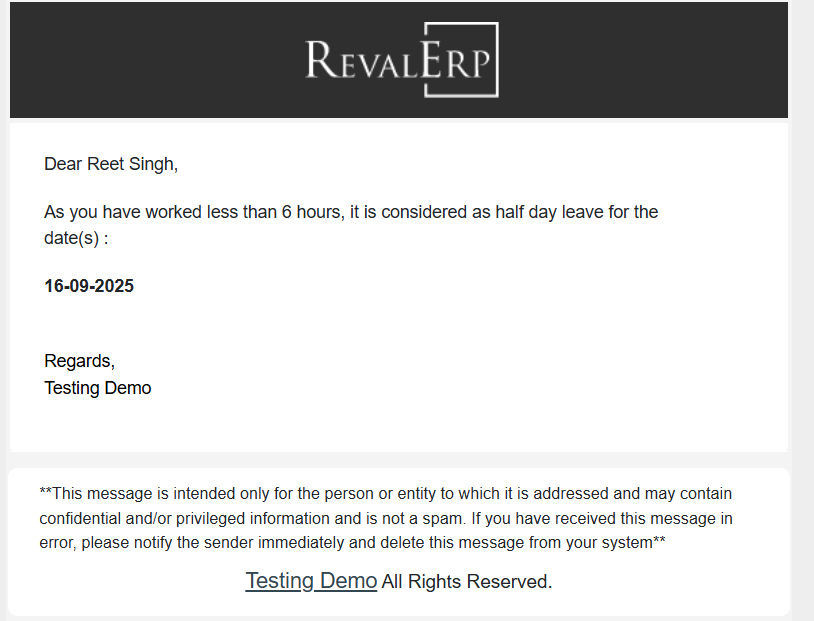 REVALERP
Dear Reet Singh,
As you have worked less than 6 hours, it is considered as half day leave for the
date(s) :
16-09-2025
Regards,
Testing Demo
**This message is intended only for the person or entity to which it is addressed and may contain
confidential and/or privileged information and is not a spam. If you have received this message in
error, please notify the sender immediately and delete this message from your system**
Testing Demo All Rights Reserved.